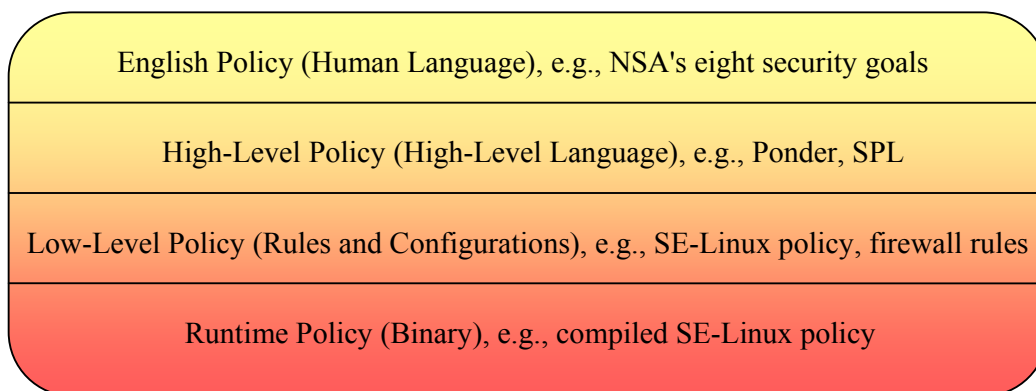 English Policy (Human Language), e.g., NSA's eight security goals
High-Level Policy (High-Level Language), e.g., Ponder, SPL
Low-Level Policy (Rules and Configurations), e.g., SE-Linux policy, firewall rules
Runtime Policy (Binary), e.g., compiled SE-Linux policy